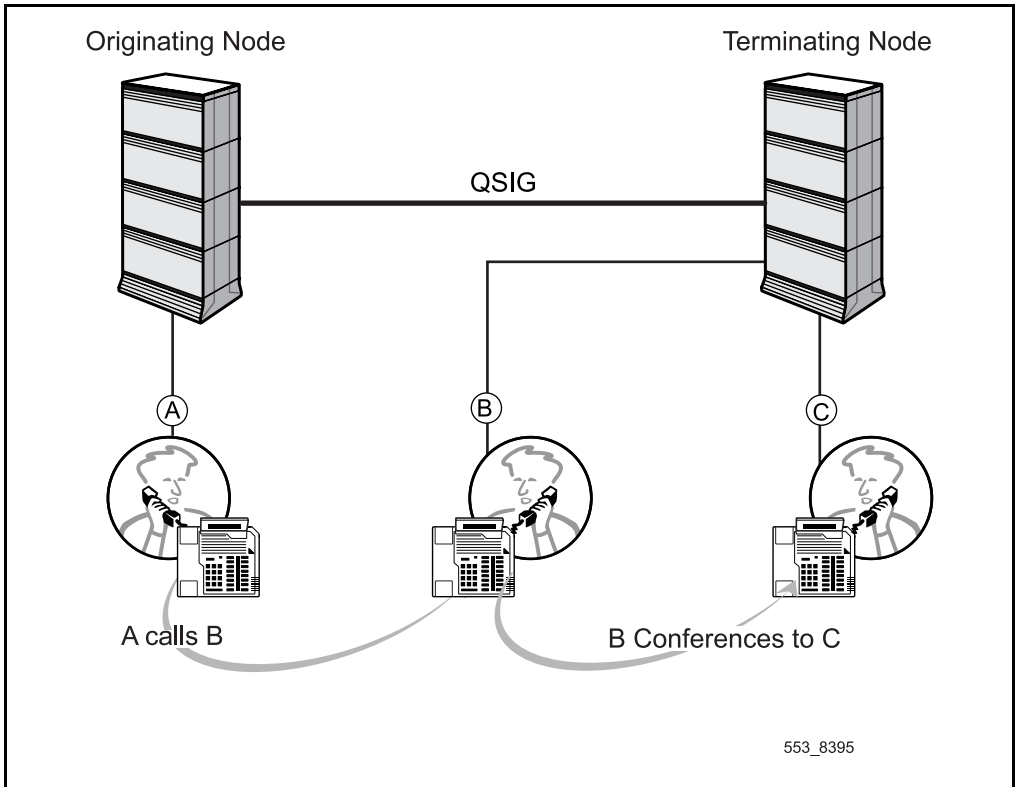 Originating Node
Terminating Node
QSIG
A
B
C
A calls B
B Conferences to C
553_8395